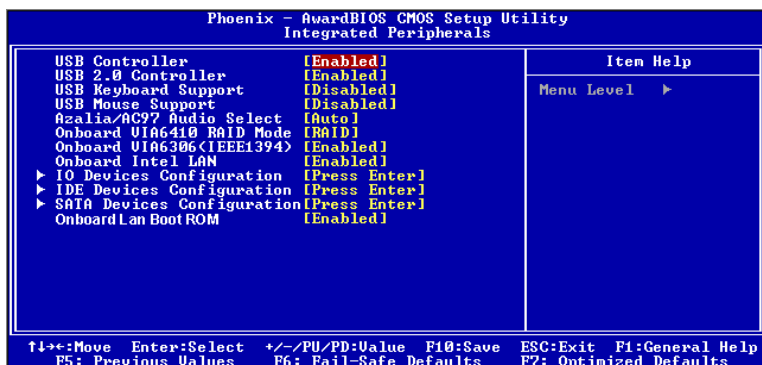 Phoenix - AwardBIOS CMOS Setup Utility
Integrated Peripherals
USB Controller [Enabled]
USB 2.0 Controller [Enabled]
USB Keyboard Support [Disabled]
USB Mouse Support [Disabled]
Azalia/AC97 Audio Select [Auto]
Onboard VIA6410 RAID Mode [RAID]
Onboard VIA6306(IEEE1394) [Enabled]
Onboard Intel LAN [Enabled]
▶ IO Devices Configuration [Press Enter]
▶ IDE Devices Configuration [Press Enter]
▶ SATA Devices Configuration[Press Enter]
Onboard Lan Boot ROM [Enabled]
Item Help
Menu Level ▶
↑↓→←:Move Enter:Select +/-/PU/PD:Value F10:Save ESC:Exit F1:General Help
F5: Previous Values F6: Fail-Safe Defaults F7: Optimized Defaults